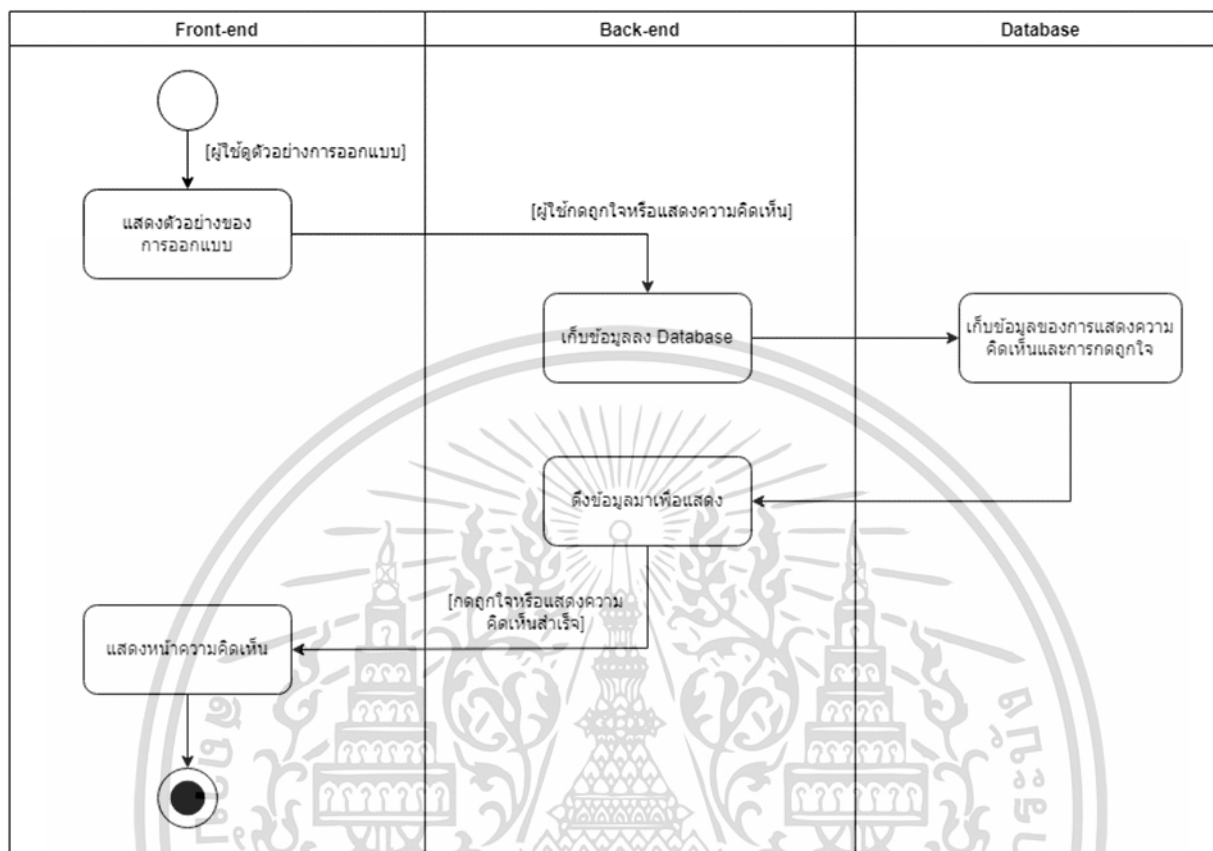 Front-end
Back-end
Database
[ผู้ใช้ดูตัวอย่างการออกแบบ]
แสดงตัวอย่างของ
การออกแบบ
[ผู้ใช้กดถูกใจหรือแสดงความคิดเห็น]
เก็บข้อมูลลง Database
เก็บข้อมูลของการแสดงความ
คิดเห็นและการกดถูกใจ
ดึงข้อมูลมาเพื่อแสดง
[กดถูกใจหรือแสดงความ
คิดเห็นสำเร็จ]
แสดงหน้าความคิดเห็น